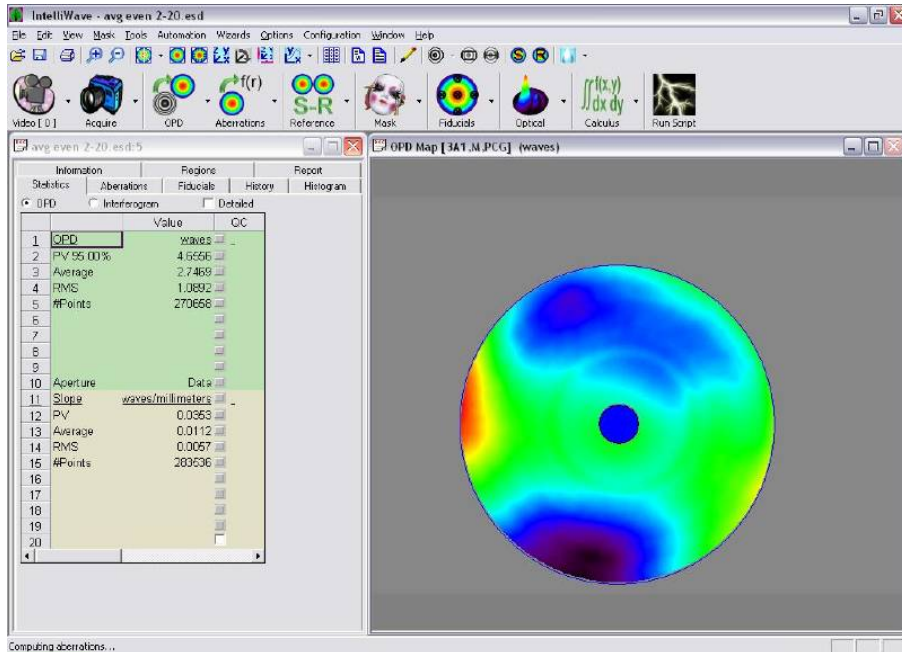 IntelliWave - avg even 2-20.esd
File Edit View Mask Tools Automation Wizards Options Configuration Window Help
f(r)
S-R
f(x,y)
dx dy
Video [ 0 ] Acquire OPD Aberrations Reference Mask Fiducials Optical Calculus Run Script
avg even 2-20.esd:5
OPD Map [3A1,M,PCG] (waves)
Information Regions Report
Statistics Aberrations Fiducials History Histogram
OPD Interferogram Detailed
Value QC
1 OPD waves
2 PV 95.00% 4.6556
3 Average 2.7469
4 RMS 1.0892
5 #Points 270658
6
7
8
9
10 Aperture Data
11 Slope waves/millimeters
12 PV 0.0353
13 Average 0.0112
14 RMS 0.0057
15 #Points 283636
16
17
18
19
20
Computing aberrations...